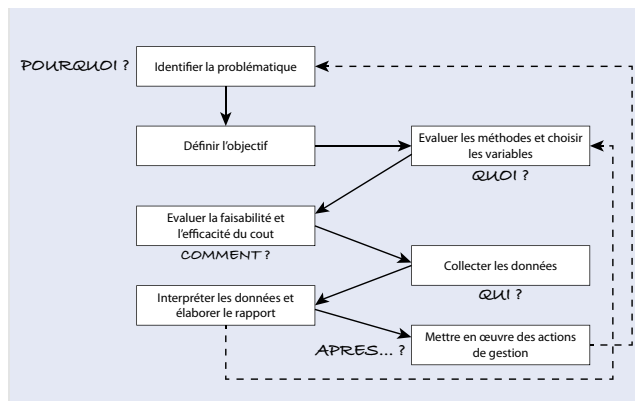 POURQUOI ?
Identifier la problématique
Définir l'objectif
Evaluer les méthodes et choisir
les variables
QUOI ?
Evaluer la faisabilité et
l'efficacité du cout
COMMENT ?
Collecter les données
QUI ?
Interpréter les données et
élaborer le rapport
APRES... ?
Mettre en œuvre des actions
de gestion